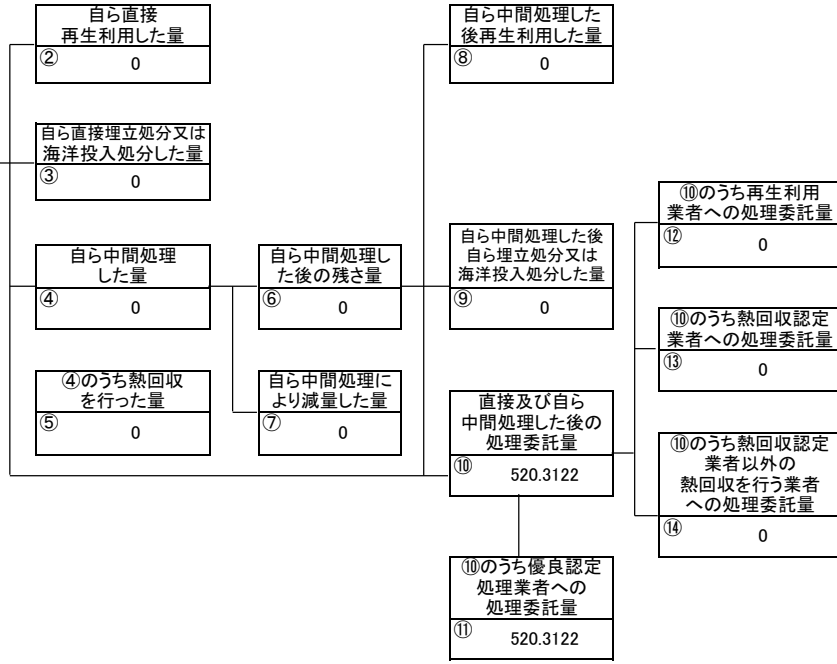 自ら直接
再生利用した量
②
0
自ら直接埋立処分又は
海洋投入処分した量
③
0
自ら中間処理
した量
④
0
④のうち熱回収
を行った量
⑤
0
自ら中間処理し
た後の残さ量
⑥
0
自ら中間処理に
より減量した量
⑦
0
自ら中間処理した
後再生利用した量
⑧
0
自ら中間処理した後
自ら埋立処分又は
海洋投入処分した量
⑨
0
直接及び自ら
中間処理した後の
処理委託量
⑩
520.3122
⑩のうち優良認定
処理業者への
処理委託量
⑪
520.3122
⑩のうち再生利用
業者への処理委託量
⑫
0
⑩のうち熱回収認定
業者への処理委託量
⑬
0
⑩のうち熱回収認定
業者以外の
熱回収を行う業者
への処理委託量
⑭
0